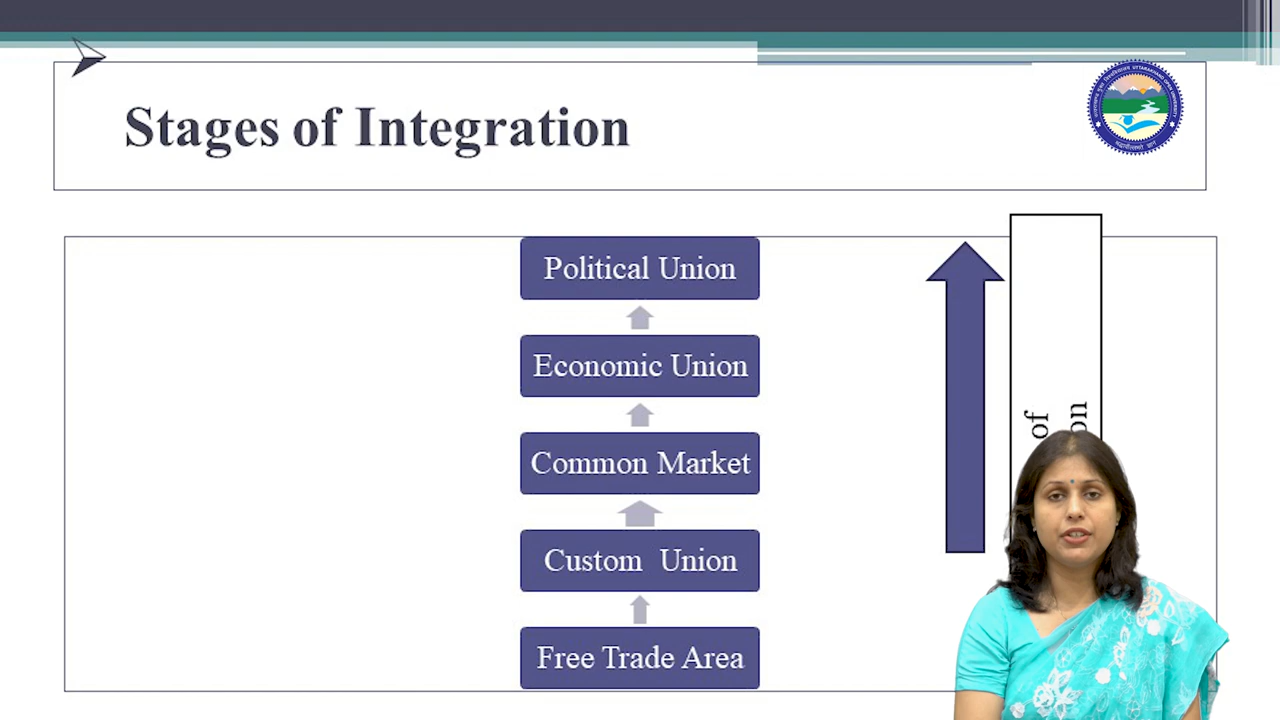 Stages of Integration
Political Union
Economic Union
Common Market
Custom Union
Free Trade Area
of